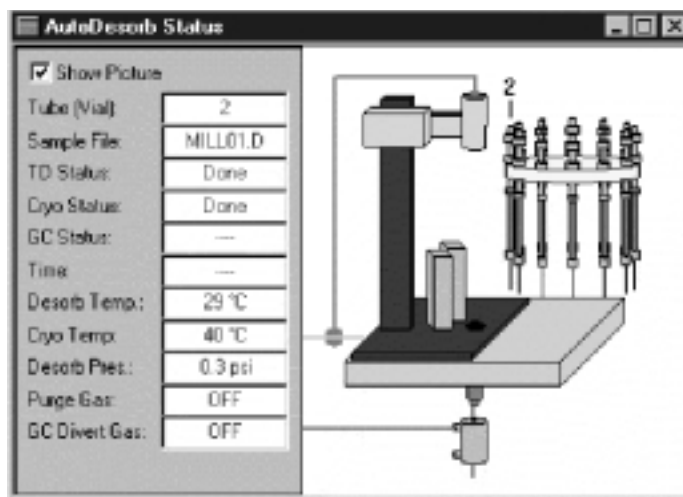 AutoDesorb Status
Show Picture
Tube (Vial): 2
Sample File: MILL01.D
TD Status: Done
Cryo Status: Done
GC Status: ----
Time: ----
Desorb Temp.: 29 °C
Cryo Temp: 40 °C
Desorb Pres.: 0.3 psi
Purge Gas: OFF
GC Divert Gas: OFF
2